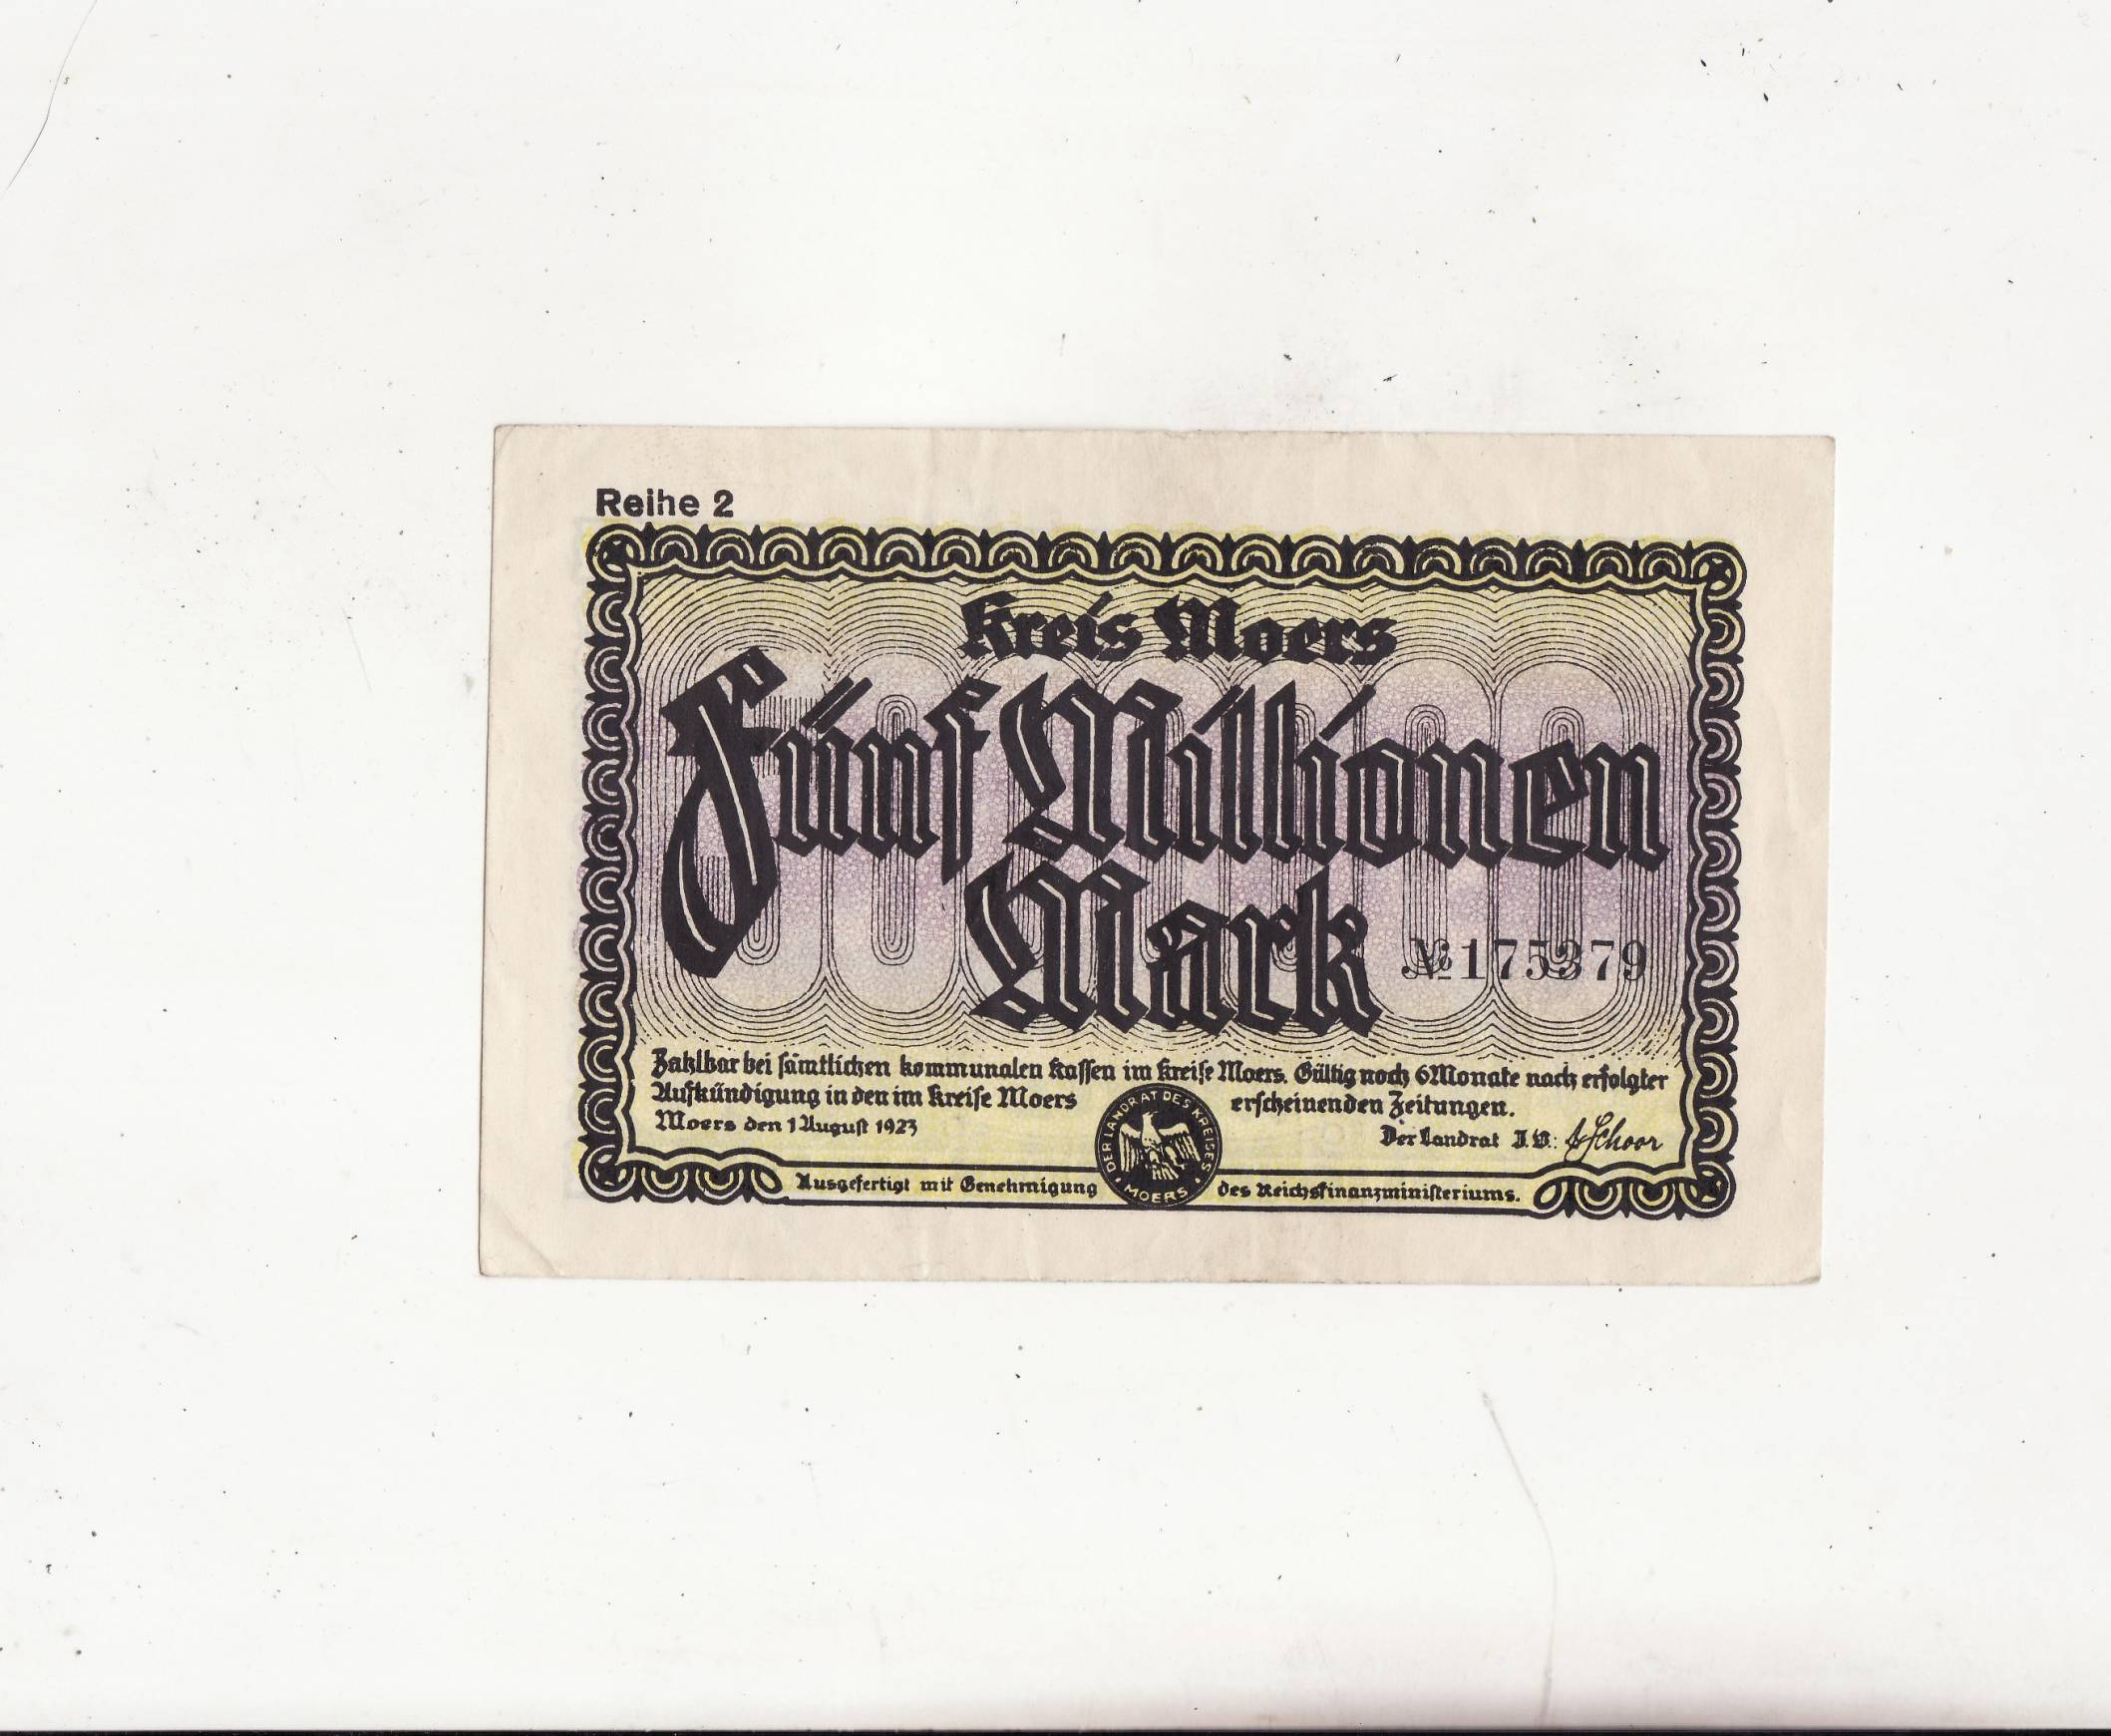 Reihe 2
Kreis Moers
Fünf Millionen
Mark
№ 175379
Zahlbar bei sämtlichen kommunalen Kassen im Kreise Moers. Gültig noch 6 Monate nach erfolgter
Aufkündigung in den im Kreise Moers erscheinenden Zeitungen.
Moers den 1 August 1923
Der Landrat I.V.: Schoor
DER LANDRAT DES KREISES MOERS
Ausgefertigt mit Genehmigung des Reichsfinanzministeriums.